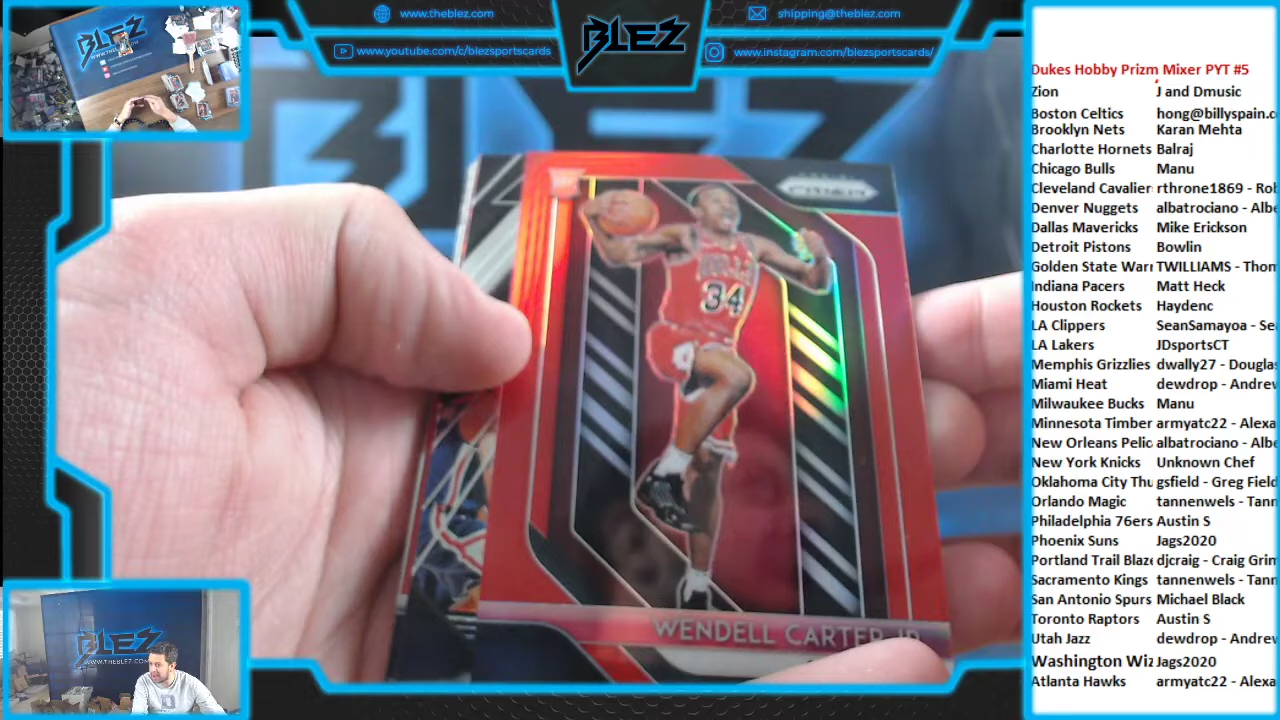 BLEZ
www.theblez.com
www.youtube.com/c/blezsportscards
BLEZ
shipping@theblez.com
www.instagram.com/blezsportscards/
PRIZM
34
WENDELL CARTER JR.
BLEZ
WWW.THEBLEZ.COM
Dukes Hobby Prizm Mixer PYT #5
Zion J and Dmusic
Boston Celtics hong@billyspain.c
Brooklyn Nets Karan Mehta
Charlotte Hornets Balraj
Chicago Bulls Manu
Cleveland Cavalier rthrone1869 - Rol
Denver Nuggets albatrociano - Albe
Dallas Mavericks Mike Erickson
Detroit Pistons Bowlin
Golden State Warr TWILLIAMS - Thom
Indiana Pacers Matt Heck
Houston Rockets Haydenc
LA Clippers SeanSamayoa - Se
LA Lakers JDsportsCT
Memphis Grizzlies dwally27 - Douglas
Miami Heat dewdrop - Andrew
Milwaukee Bucks Manu
Minnesota Timber armyatc22 - Alexa
New Orleans Pelic albatrociano - Albe
New York Knicks Unknown Chef
Oklahoma City Thu gsfield - Greg Field
Orlando Magic tannenwels - Tann
Philadelphia 76ers Austin S
Phoenix Suns Jags2020
Portland Trail Blaze djcraig - Craig Grin
Sacramento Kings tannenwels - Tann
San Antonio Spurs Michael Black
Toronto Raptors Austin S
Utah Jazz dewdrop - Andrew
Washington Wiz Jags2020
Atlanta Hawks armyatc22 - Alexa